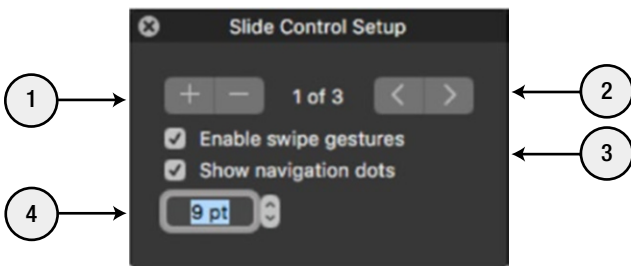 Slide Control Setup
1 + − 1 of 3 < > 2
Enable swipe gestures
3
Show navigation dots
4 9 pt